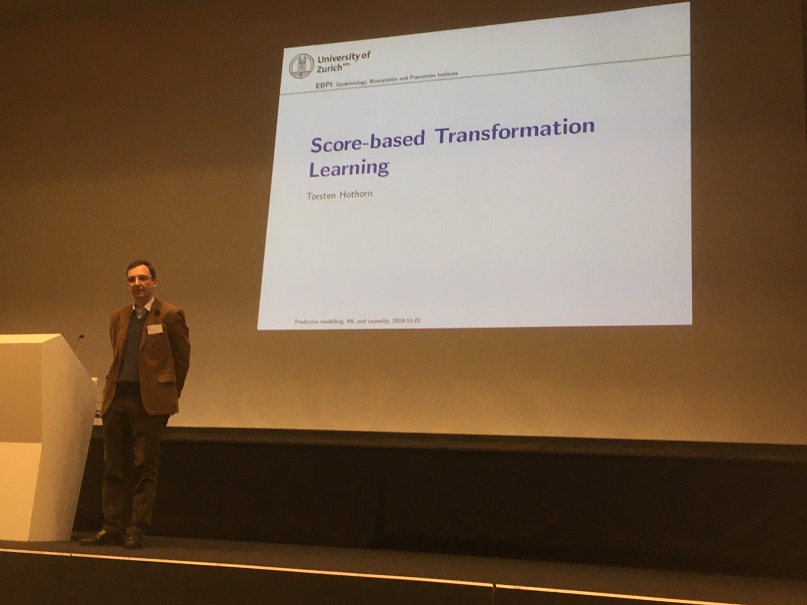 University of
Zurich
EBPI Epidemiology, Biostatistics and Prevention Institute
Score-based Transformation
Learning
Torsten Hothorn
Predictive modelling, ML and causality, 2018-11-01